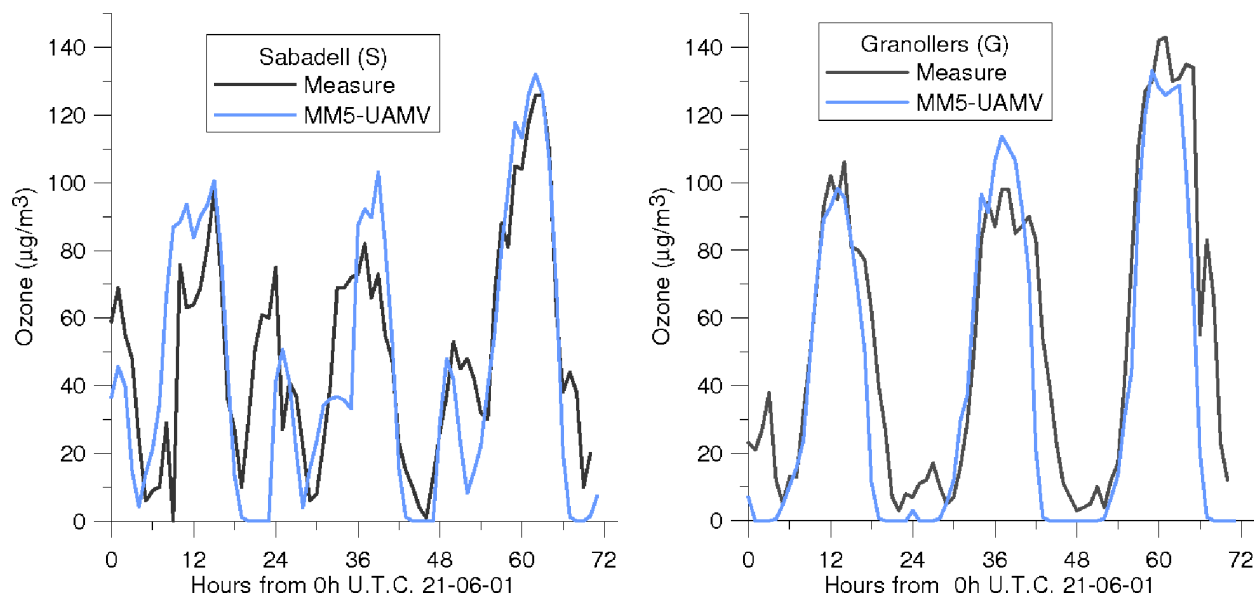 Sabadell (S)
Measure
MM5-UAMV
Ozone (µg/m3)
140
120
100
80
60
40
20
0
0 12 24 36 48 60 72
Hours from 0h U.T.C. 21-06-01
Granollers (G)
Measure
MM5-UAMV
Ozone (µg/m3)
140
120
100
80
60
40
20
0
0 12 24 36 48 60 72
Hours from 0h U.T.C. 21-06-01